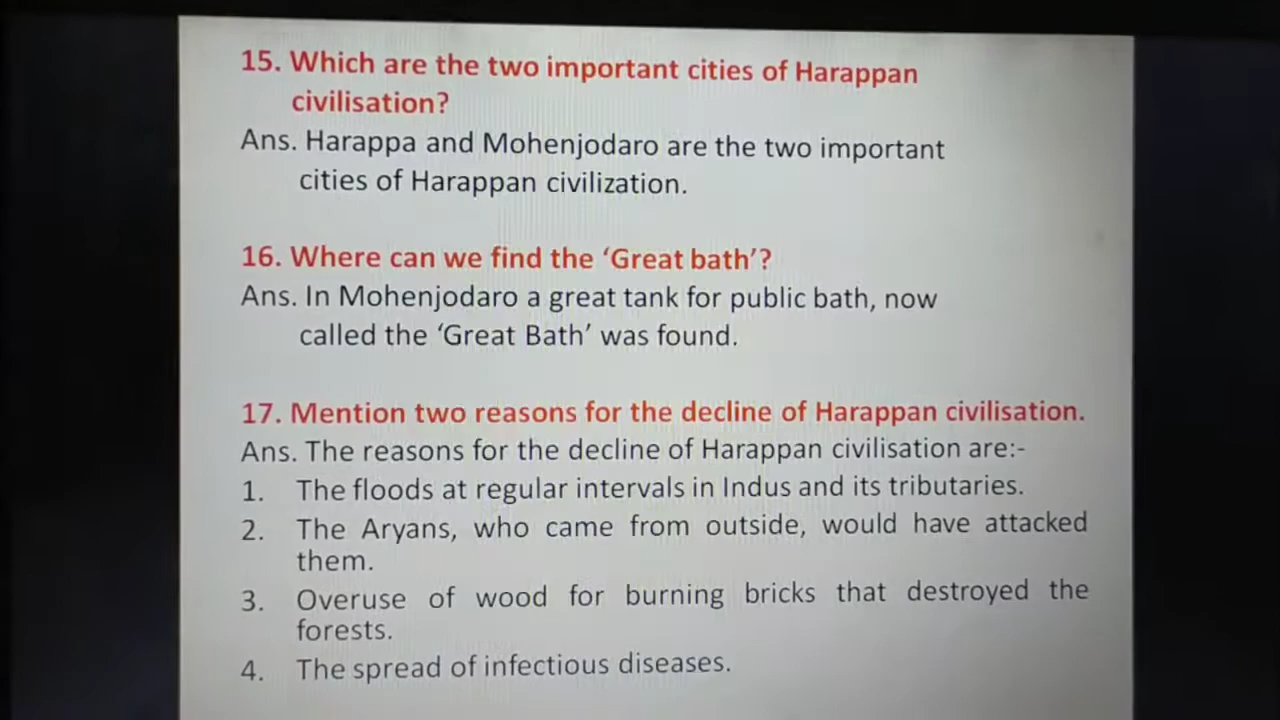 15. Which are the two important cities of Harappan
civilisation?
Ans. Harappa and Mohenjodaro are the two important
cities of Harappan civilization.
16. Where can we find the ‘Great bath’?
Ans. In Mohenjodaro a great tank for public bath, now
called the ‘Great Bath’ was found.
17. Mention two reasons for the decline of Harappan civilisation.
Ans. The reasons for the decline of Harappan civilisation are:-
1. The floods at regular intervals in Indus and its tributaries.
2. The Aryans, who came from outside, would have attacked
them.
3. Overuse of wood for burning bricks that destroyed the
forests.
4. The spread of infectious diseases.